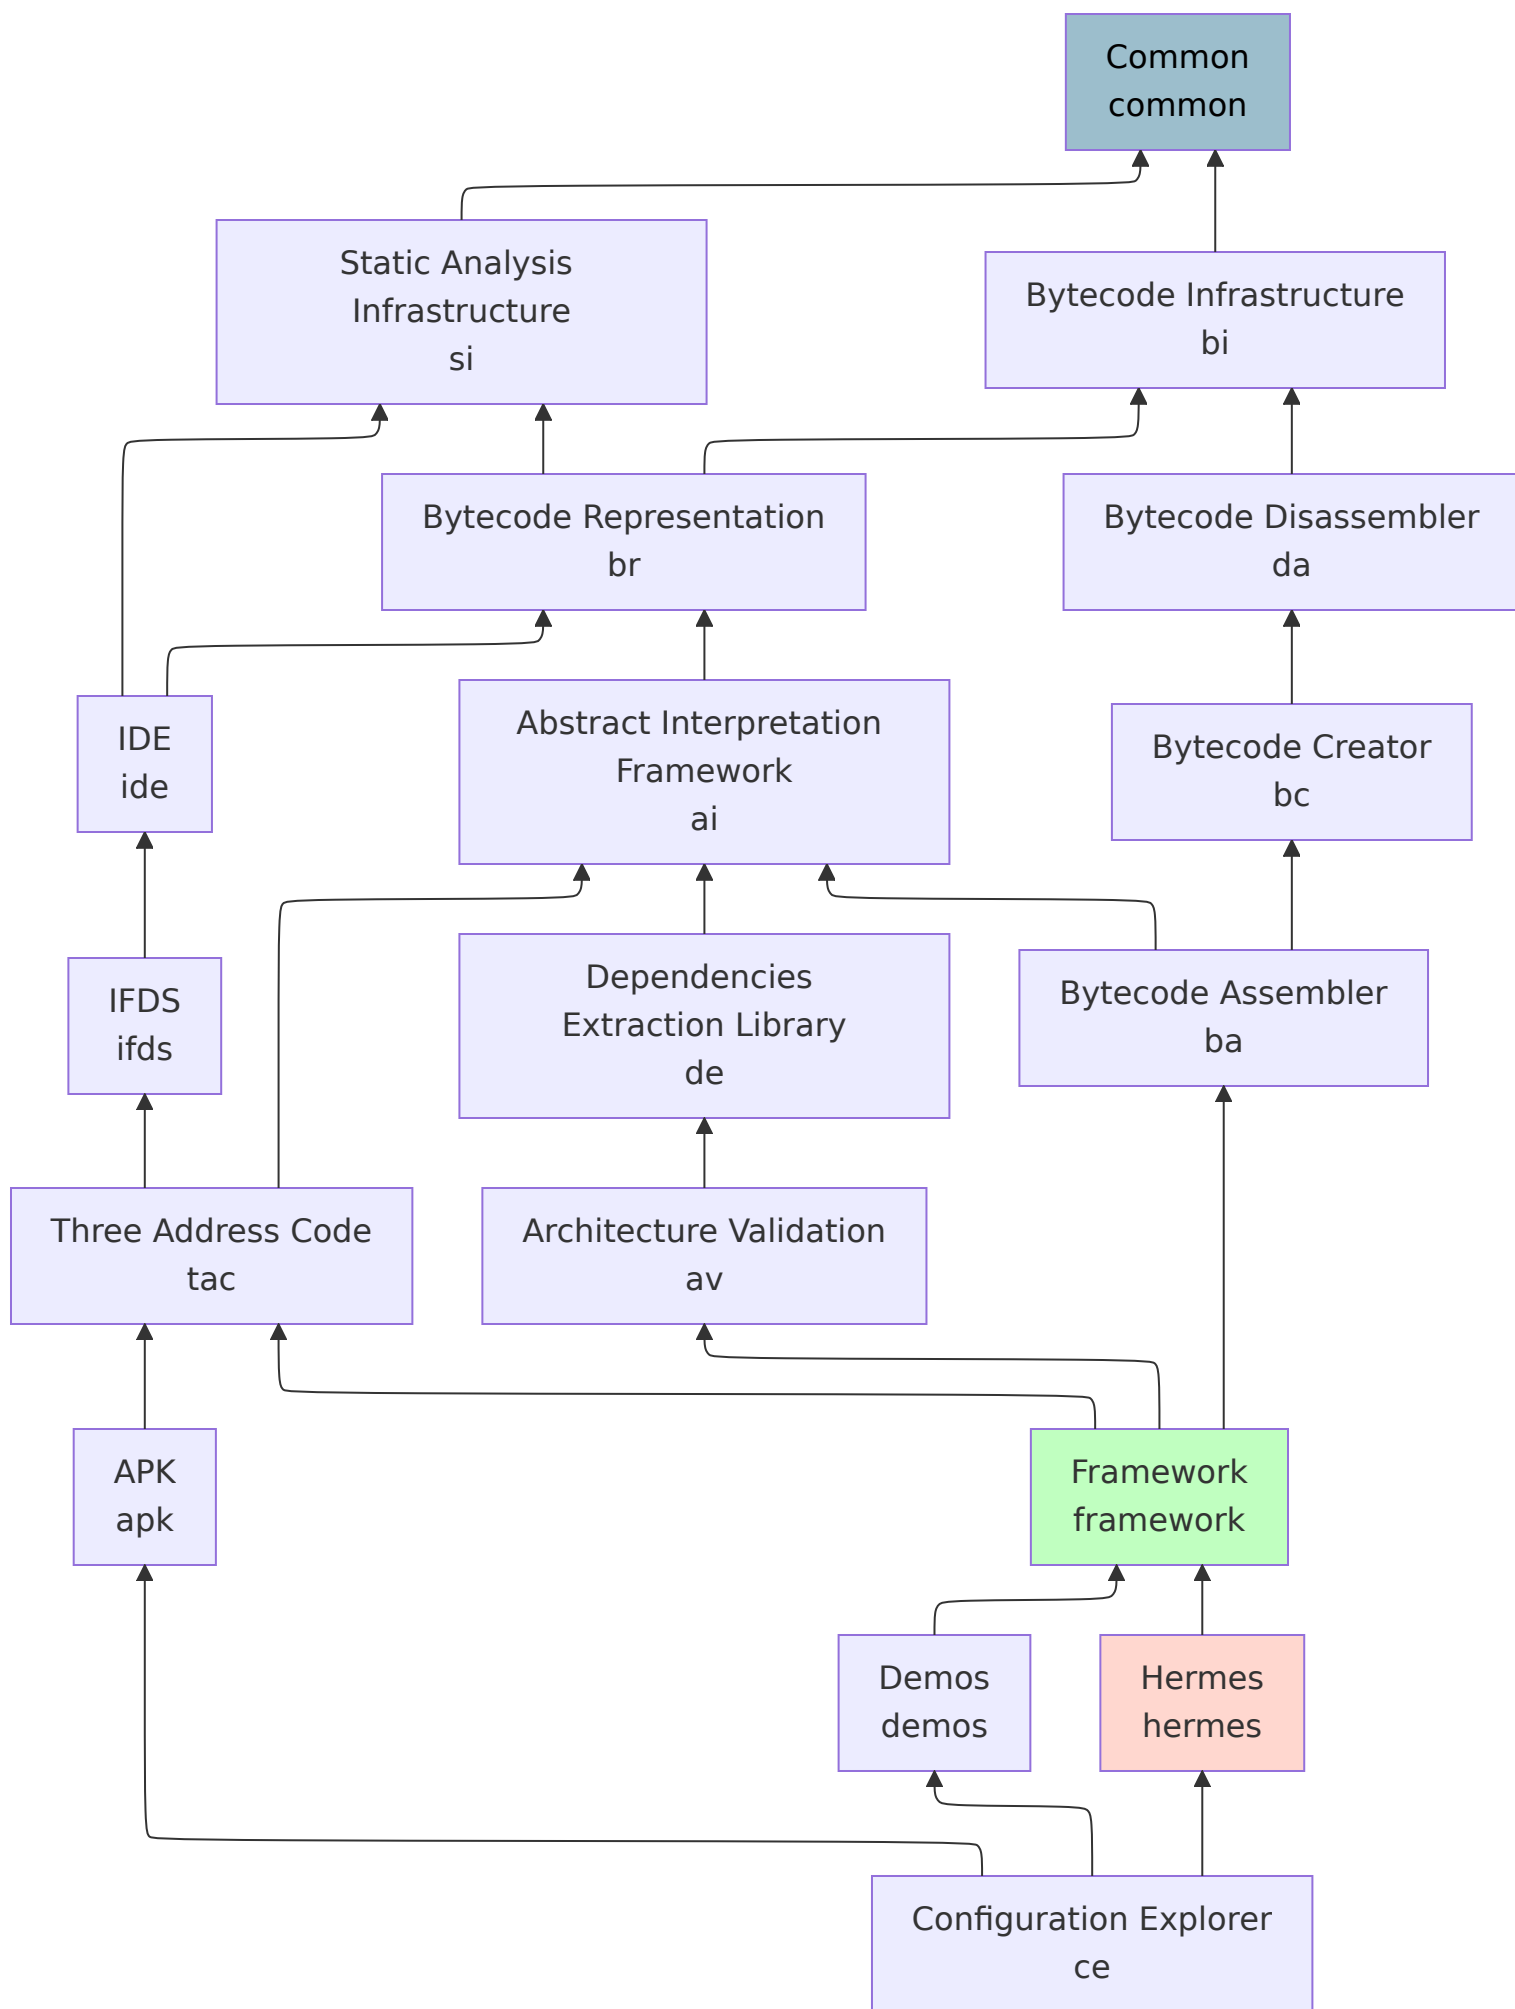 Common
common
Static Analysis
Infrastructure
si
Bytecode Infrastructure
bi
Bytecode Representation
br
Bytecode Disassembler
da
IDE
ide
Abstract Interpretation
Framework
ai
Bytecode Creator
bc
IFDS
ifds
Dependencies
Extraction Library
de
Bytecode Assembler
ba
Three Address Code
tac
Architecture Validation
av
APK
apk
Framework
framework
Demos
demos
Hermes
hermes
Configuration Explorer
ce